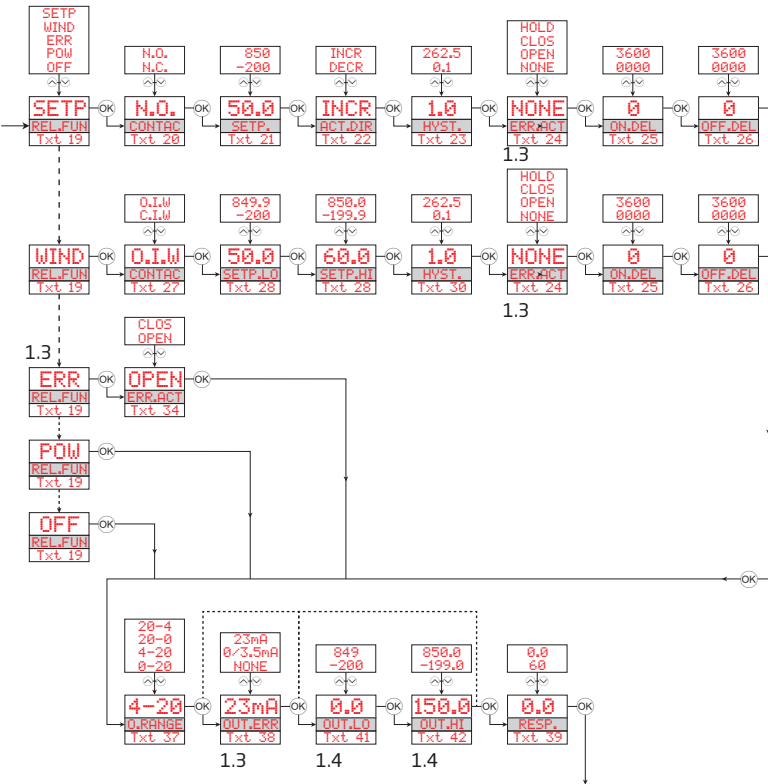 SETP
WIND
ERR
POW
OFF
N.O.
N.C.
850
-200
INCR
DECR
262.5
0.1
HOLD
CLOS
OPEN
NONE
3600
0000
3600
0000
SETP
REL.FUN
Txt 19
OK
N.O.
CONTAC
Txt 20
OK
50.0
SETP.
Txt 21
OK
INCR
ACT.DIR
Txt 22
OK
1.0
HYST.
Txt 23
OK
NONE
ERR.ACT
Txt 24
1.3
OK
0
ON.DEL
Txt 25
OK
0
OFF.DEL
Txt 26
O.I.W
C.I.W
849.9
-200
850.0
-199.9
262.5
0.1
HOLD
CLOS
OPEN
NONE
3600
0000
3600
0000
WIND
REL.FUN
Txt 19
OK
O.I.W
CONTAC
Txt 27
OK
50.0
SETP.LO
Txt 28
OK
60.0
SETP.HI
Txt 28
OK
1.0
HYST.
Txt 30
OK
NONE
ERR.ACT
Txt 24
1.3
OK
0
ON.DEL
Txt 25
OK
0
OFF.DEL
Txt 26
CLOS
OPEN
1.3
ERR
REL.FUN
Txt 19
OK
OPEN
ERR.ACT
Txt 34
OK
POW
REL.FUN
Txt 19
OK
OFF
REL.FUN
Txt 19
OK
OK
20-4
20-0
4-20
0-20
23mA
0/3.5mA
NONE
849
-200
850.0
-199.0
0.0
60
4-20
O.RANGE
Txt 37
OK
23mA
OUT.ERR
Txt 38
1.3
OK
0.0
OUT.LO
Txt 41
1.4
OK
150.0
OUT.HI
Txt 42
1.4
OK
0.0
RESP.
Txt 39
OK